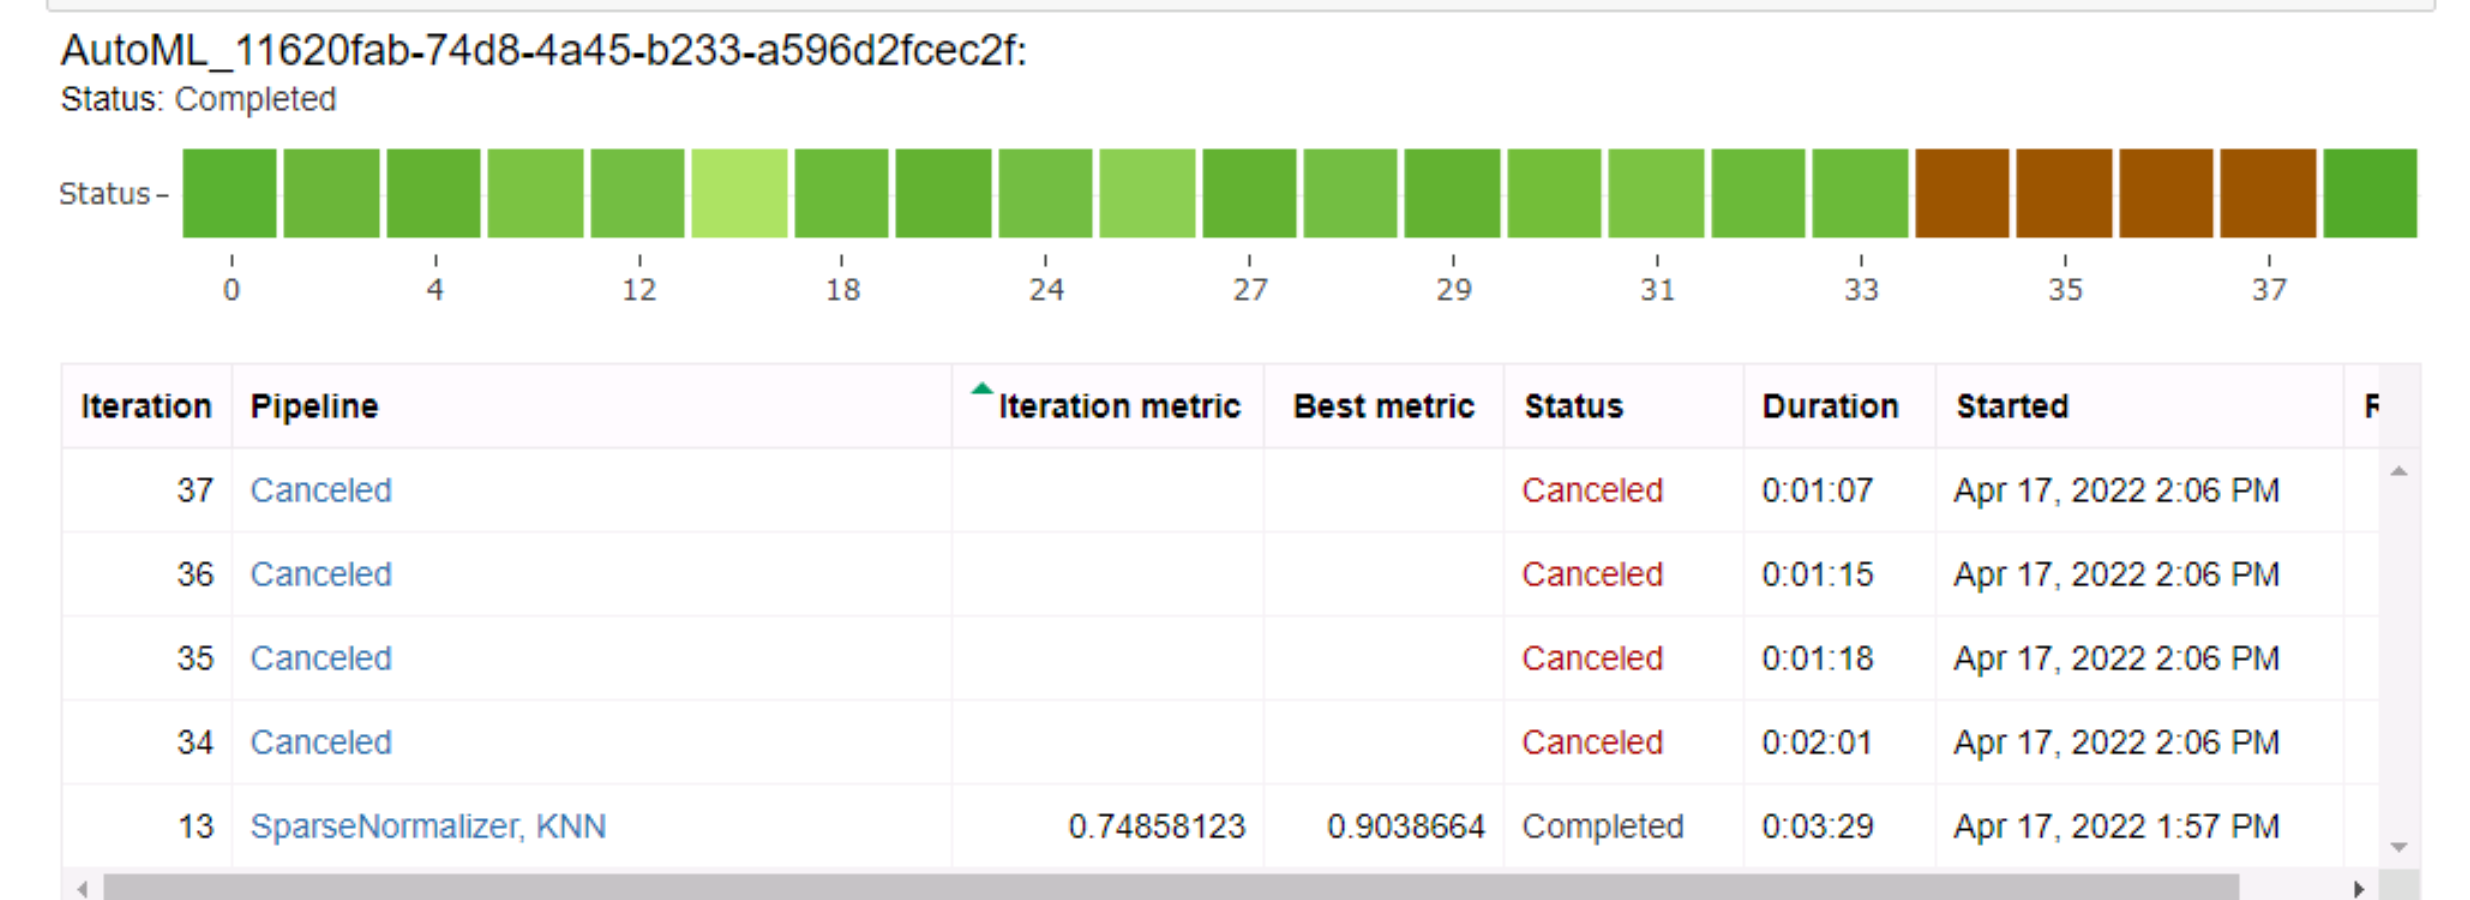 AutoML_11620fab-74d8-4a45-b233-a596d2fcec2f:
Status: Completed
Status
0 4 12 18 24 27 29 31 33 35 37
Iteration Pipeline Iteration metric Best metric Status Duration Started
37 Canceled Canceled 0:01:07 Apr 17, 2022 2:06 PM
36 Canceled Canceled 0:01:15 Apr 17, 2022 2:06 PM
35 Canceled Canceled 0:01:18 Apr 17, 2022 2:06 PM
34 Canceled Canceled 0:02:01 Apr 17, 2022 2:06 PM
13 SparseNormalizer, KNN 0.74858123 0.9038664 Completed 0:03:29 Apr 17, 2022 1:57 PM